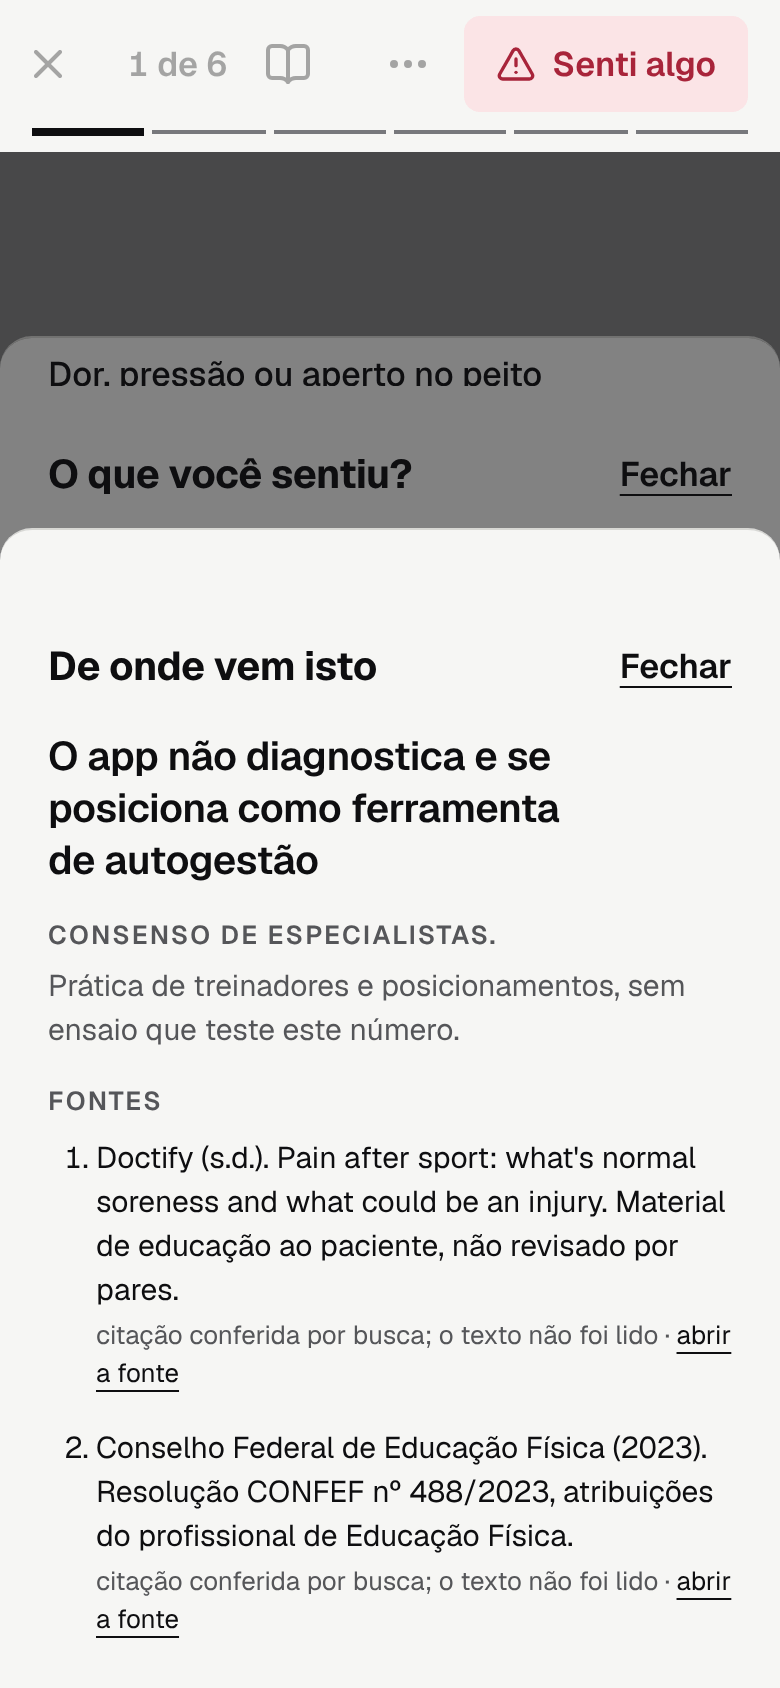 1 de 6
Senti algo
Dor, pressão ou aperto no peito
O que você sentiu?
Fechar
De onde vem isto
Fechar
O app não diagnostica e se
posiciona como ferramenta
de autogestão
CONSENSO DE ESPECIALISTAS.
Prática de treinadores e posicionamentos, sem
ensaio que teste este número.
FONTES
1. Doctify (s.d.). Pain after sport: what's normal
soreness and what could be an injury. Material
de educação ao paciente, não revisado por
pares.
citação conferida por busca; o texto não foi lido · abrir
a fonte
2. Conselho Federal de Educação Física (2023).
Resolução CONFEF nº 488/2023, atribuições
do profissional de Educação Física.
citação conferida por busca; o texto não foi lido · abrir
a fonte